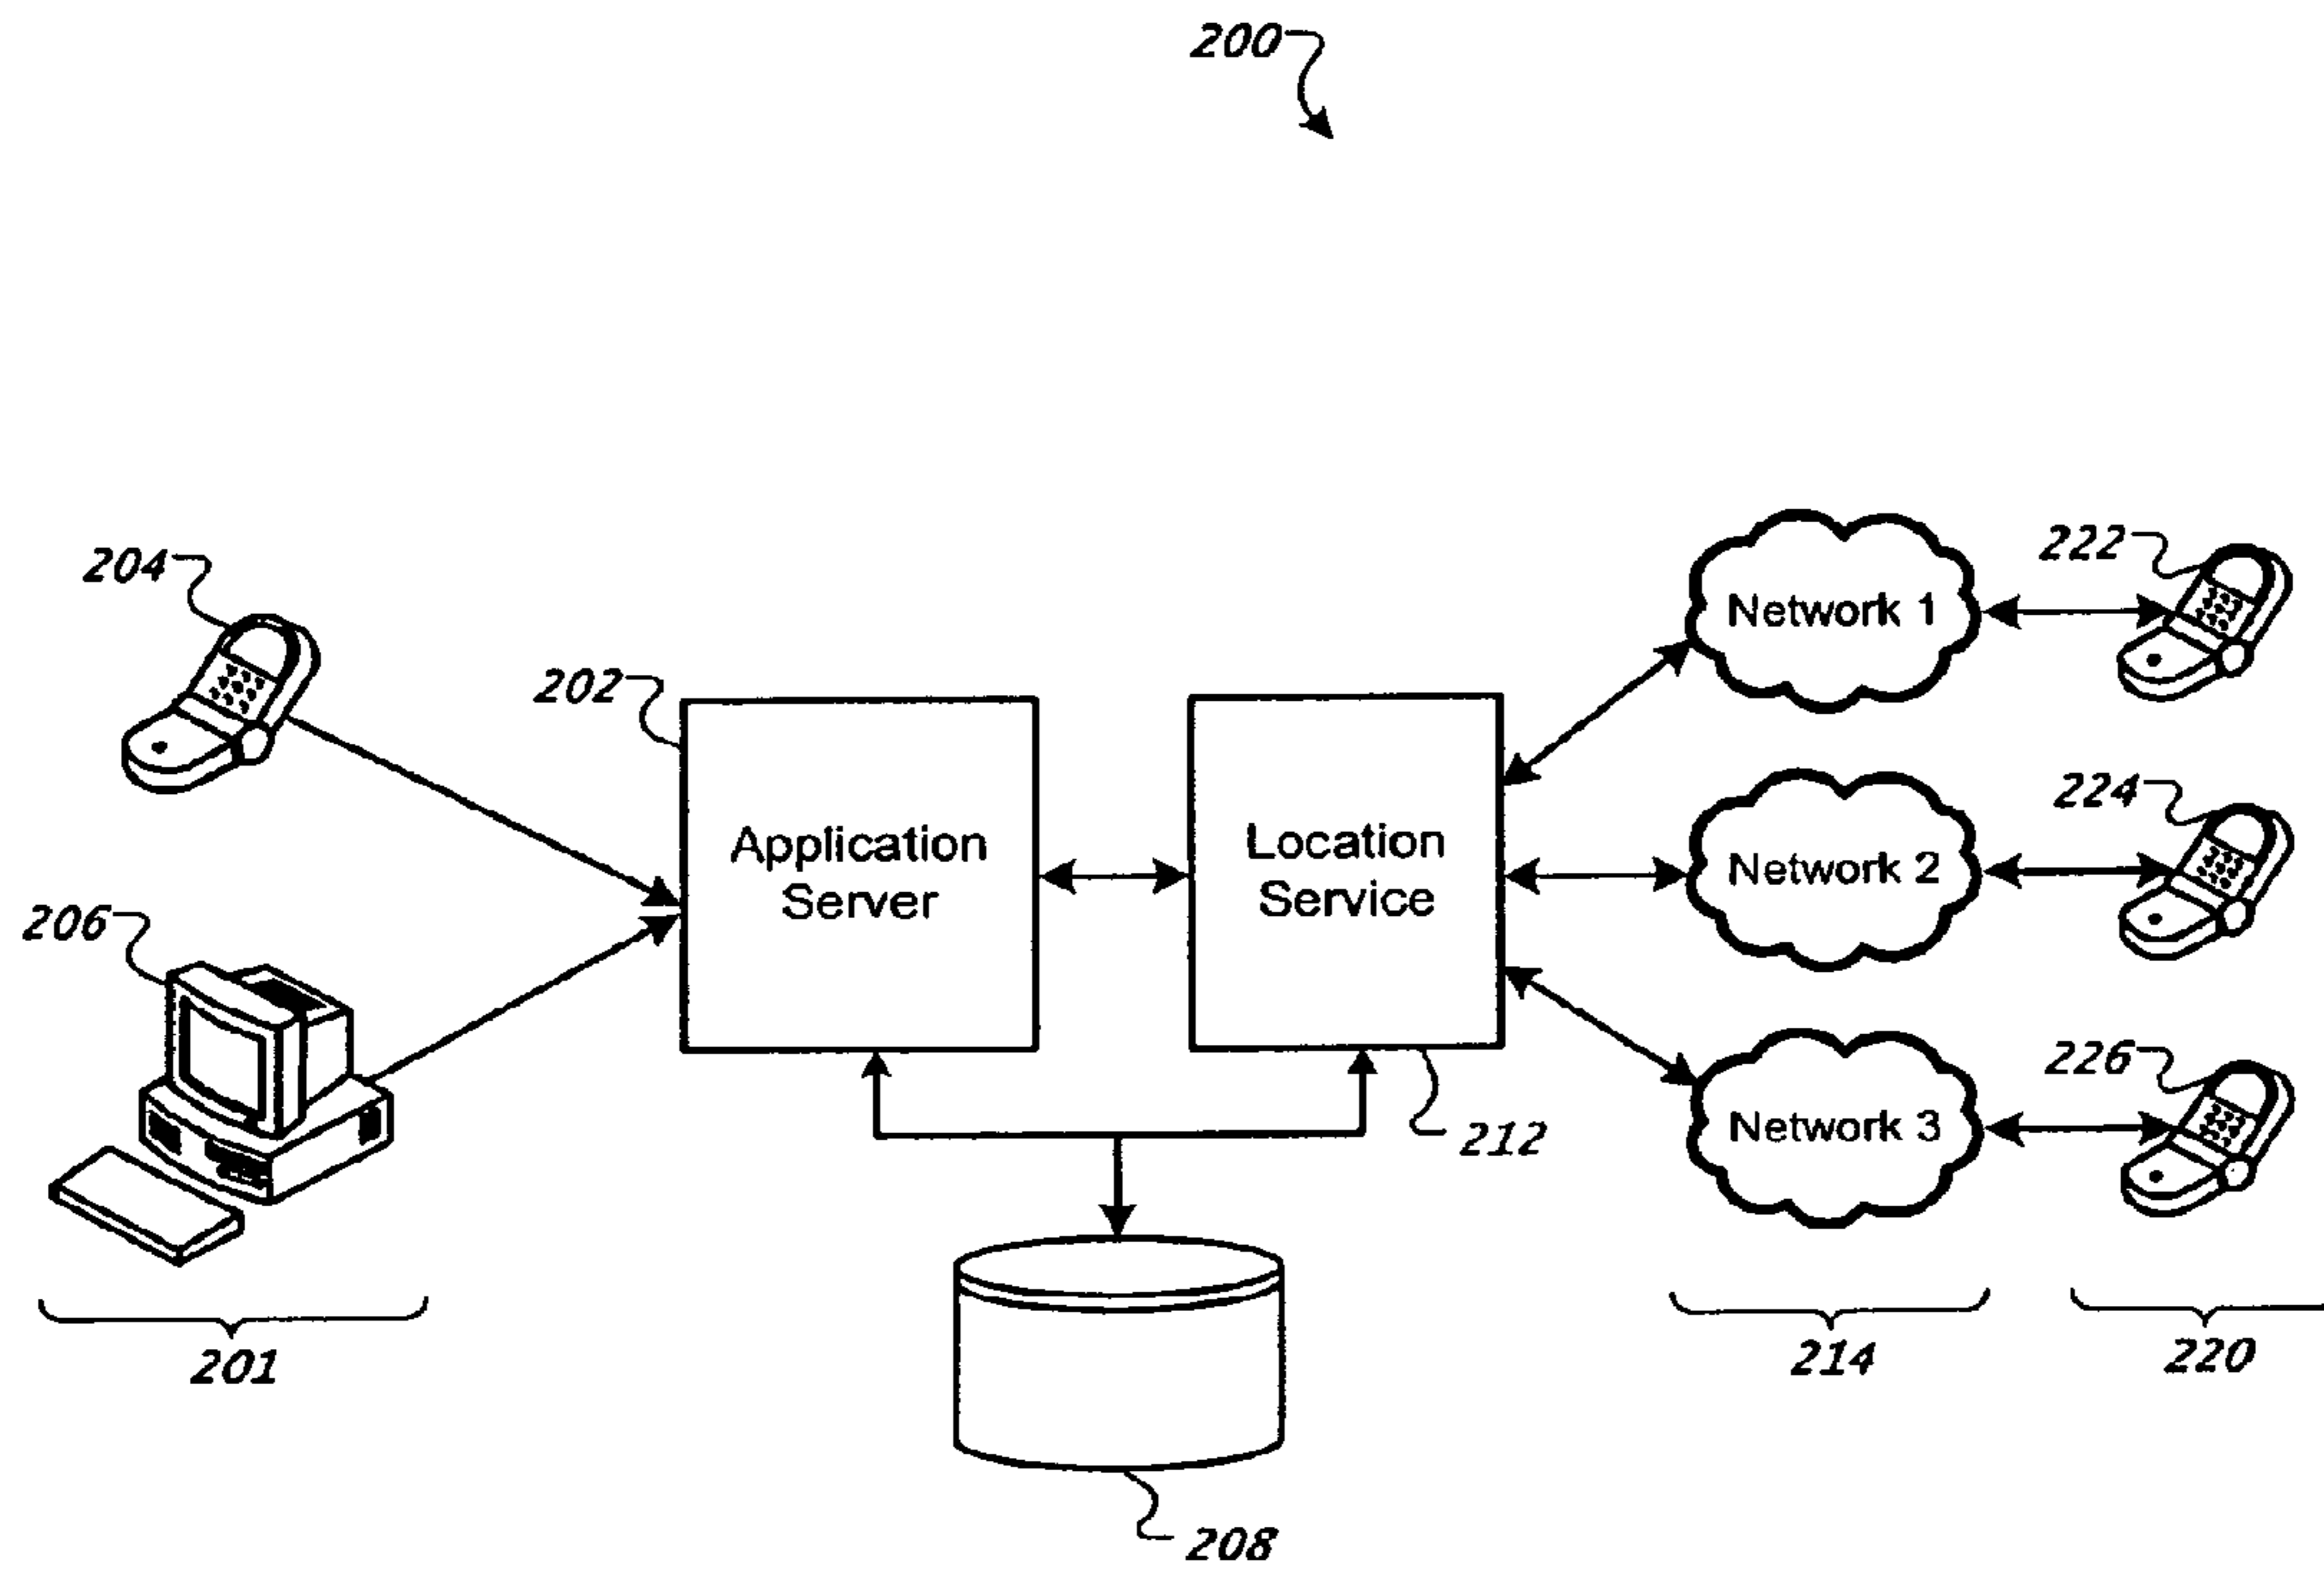 200
204
202
206
Application
Server
Location
Service
212
208
201
Network 1
Network 2
Network 3
222
224
226
214
220